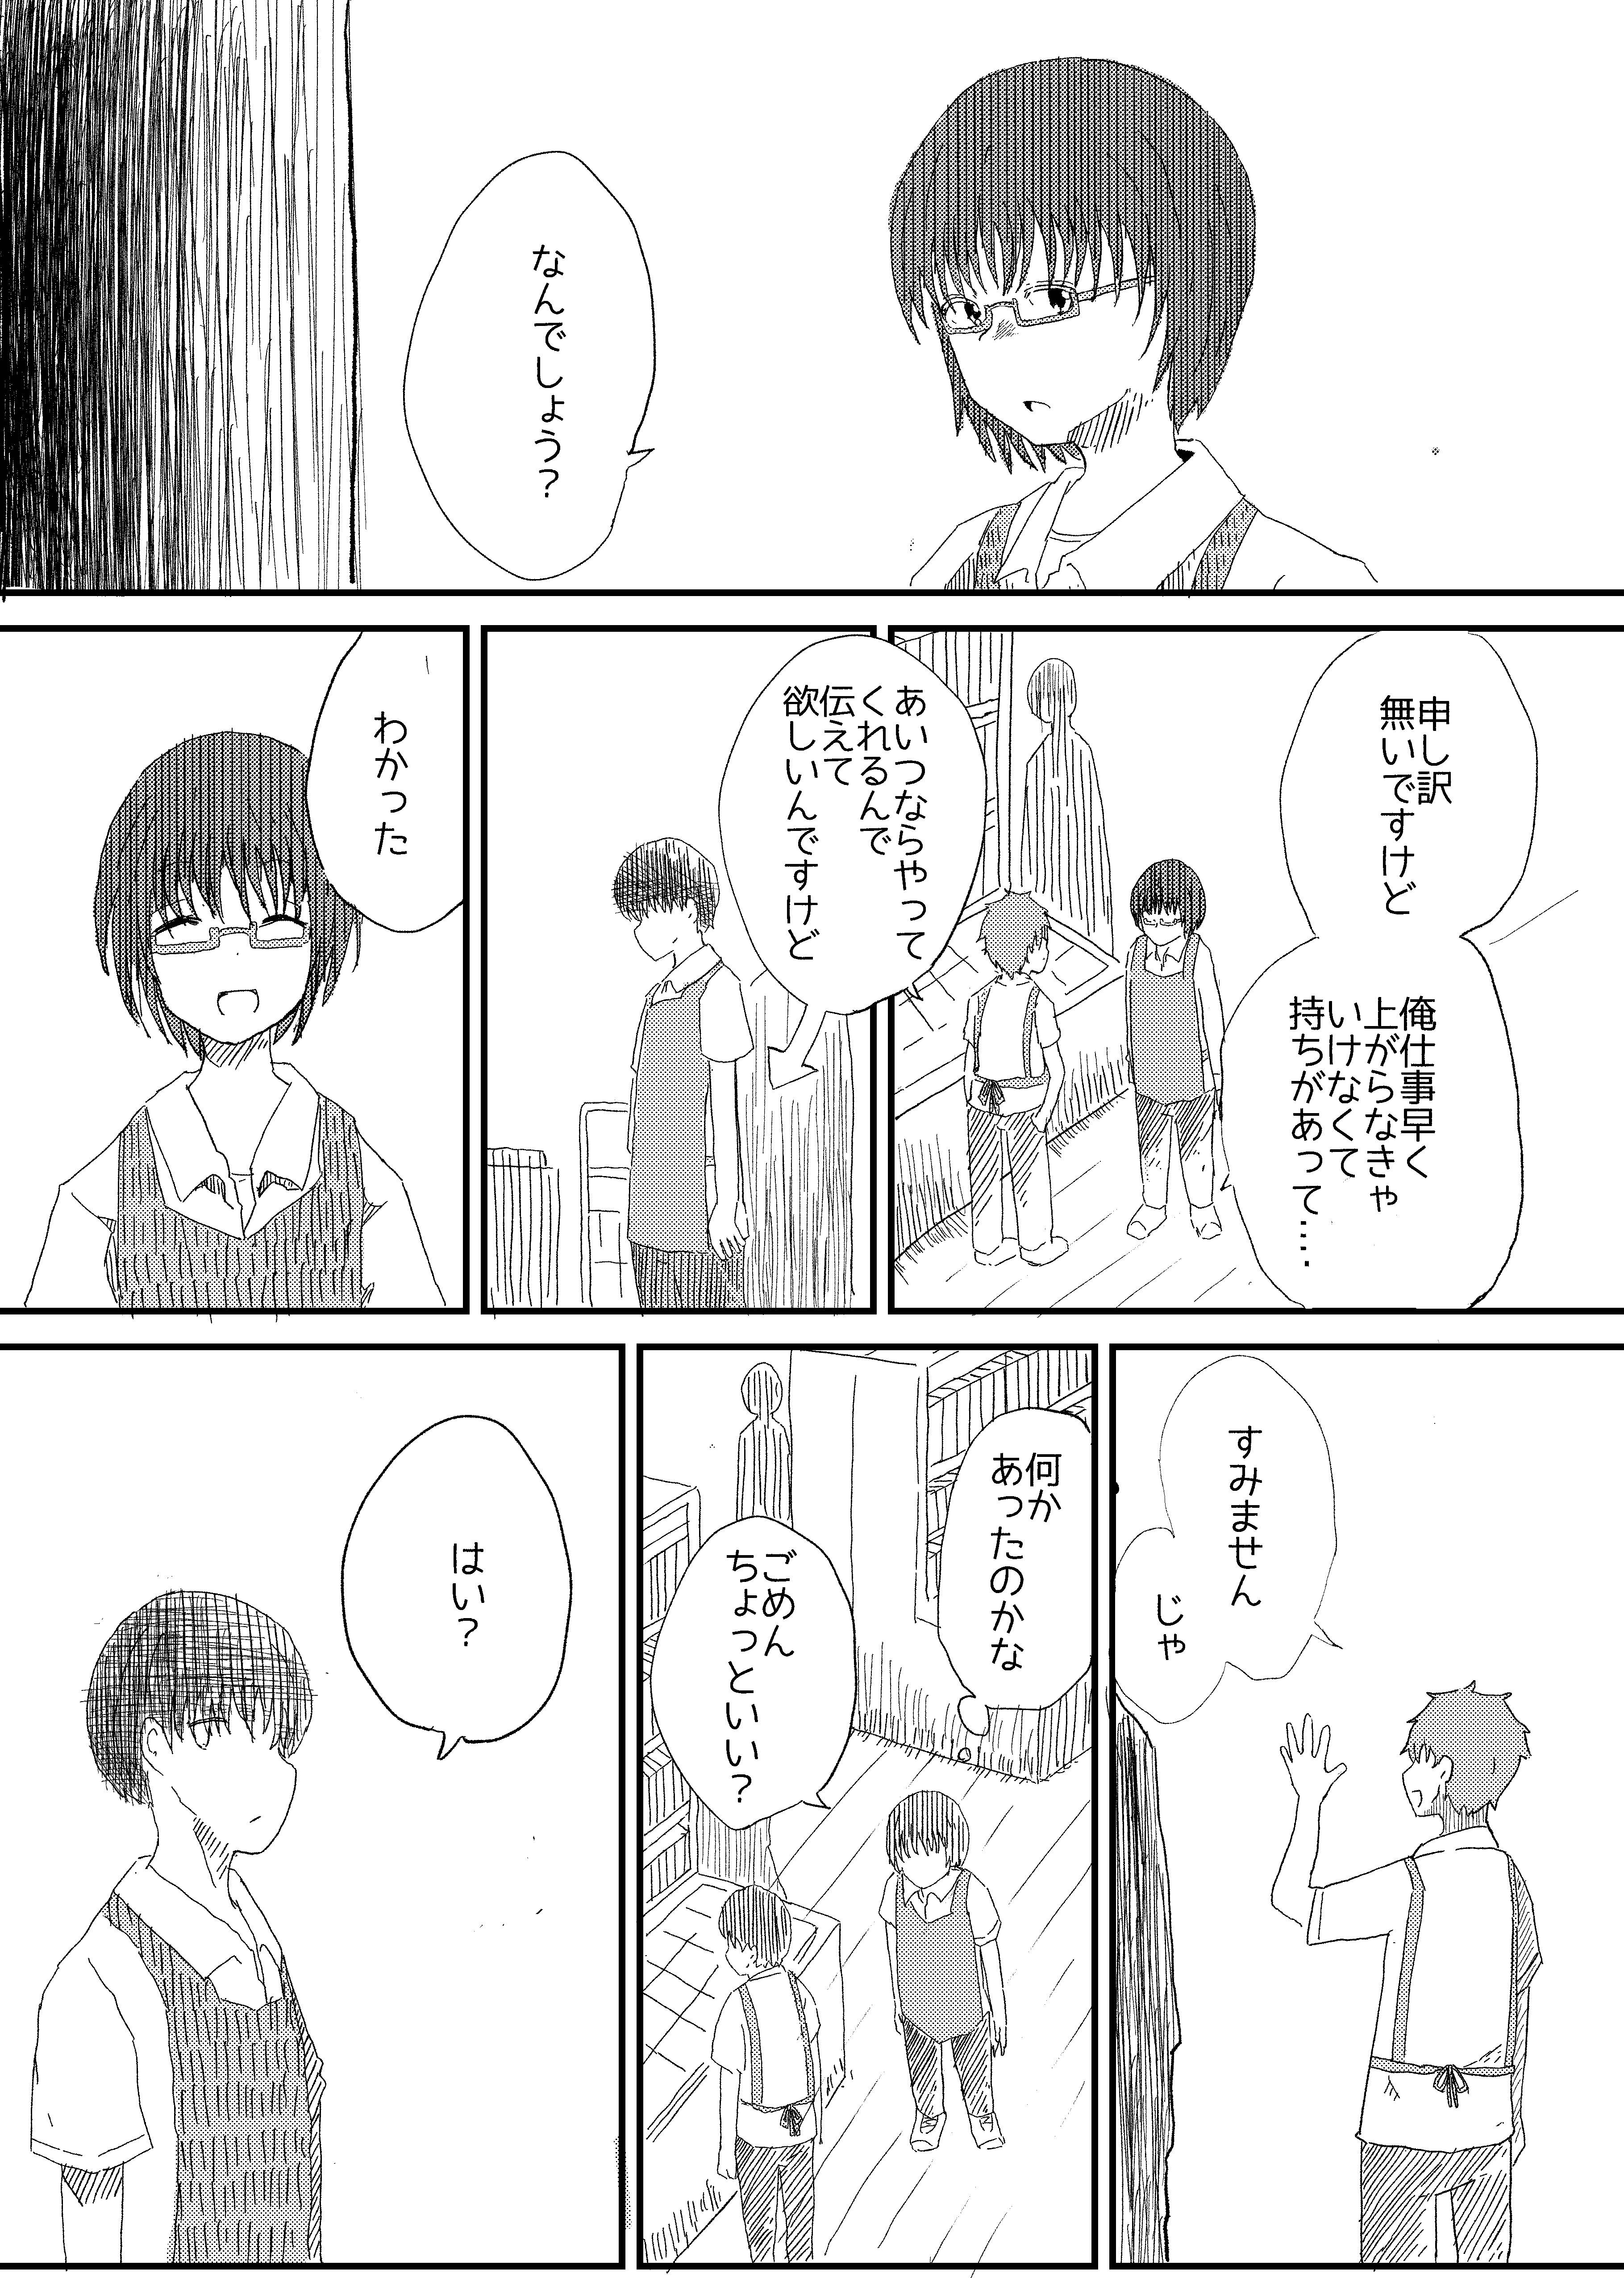 なんでしょう？
申し訳
無いですけど
俺仕事早く
上がらなきゃ
いけなくて
持ちがあって‥‥
あいつならやって
くれるんで
伝えて
欲しいんですけど
わかった
すみません
じゃ
何か
あったのかな
ごめん
ちょっといい？
はい？